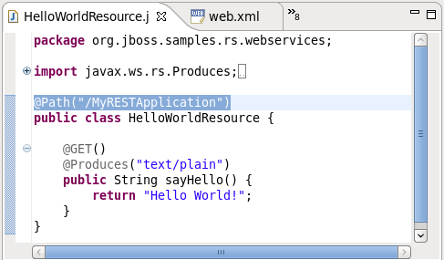 HelloWorldResource.j web.xml »8
package org.jboss.samples.rs.webservices;
import javax.ws.rs.Produces;
@Path("/MyRESTApplication")
public class HelloWorldResource {
@GET()
@Produces("text/plain")
public String sayHello() {
return "Hello World!";
}
}